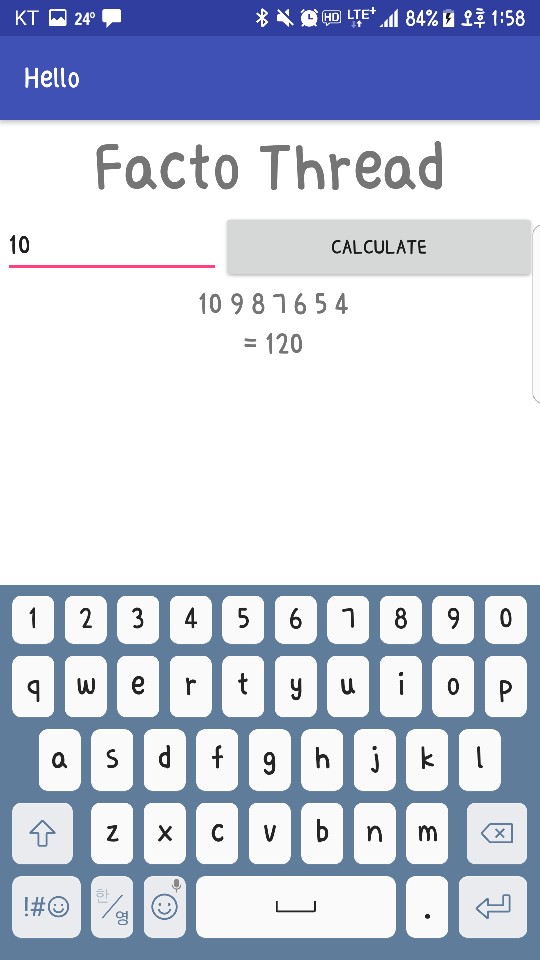 KT 24° HD LTE+ 84% 오후 1:58
Hello
Facto Thread
10 CALCULATE
10 9 8 7 6 5 4
= 120
1 2 3 4 5 6 7 8 9 0
q w e r t y u i o p
a s d f g h j k l
z x c v b n m
!#☺ 한/영 .